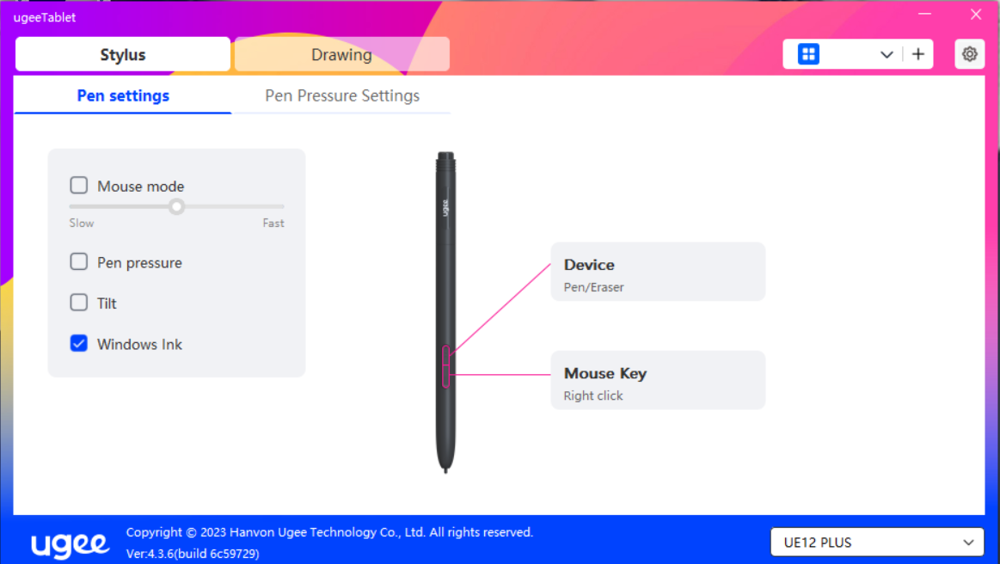 ugeeTablet
Stylus
Drawing
Pen settings
Pen Pressure Settings
Mouse mode
Slow
Fast
Pen pressure
Tilt
Windows Ink
ugee
Device
Pen/Eraser
Mouse Key
Right click
ugee
Copyright © 2023 Hanvon Ugee Technology Co., Ltd. All rights reserved.
Ver:4.3.6(build 6c59729)
UE12 PLUS